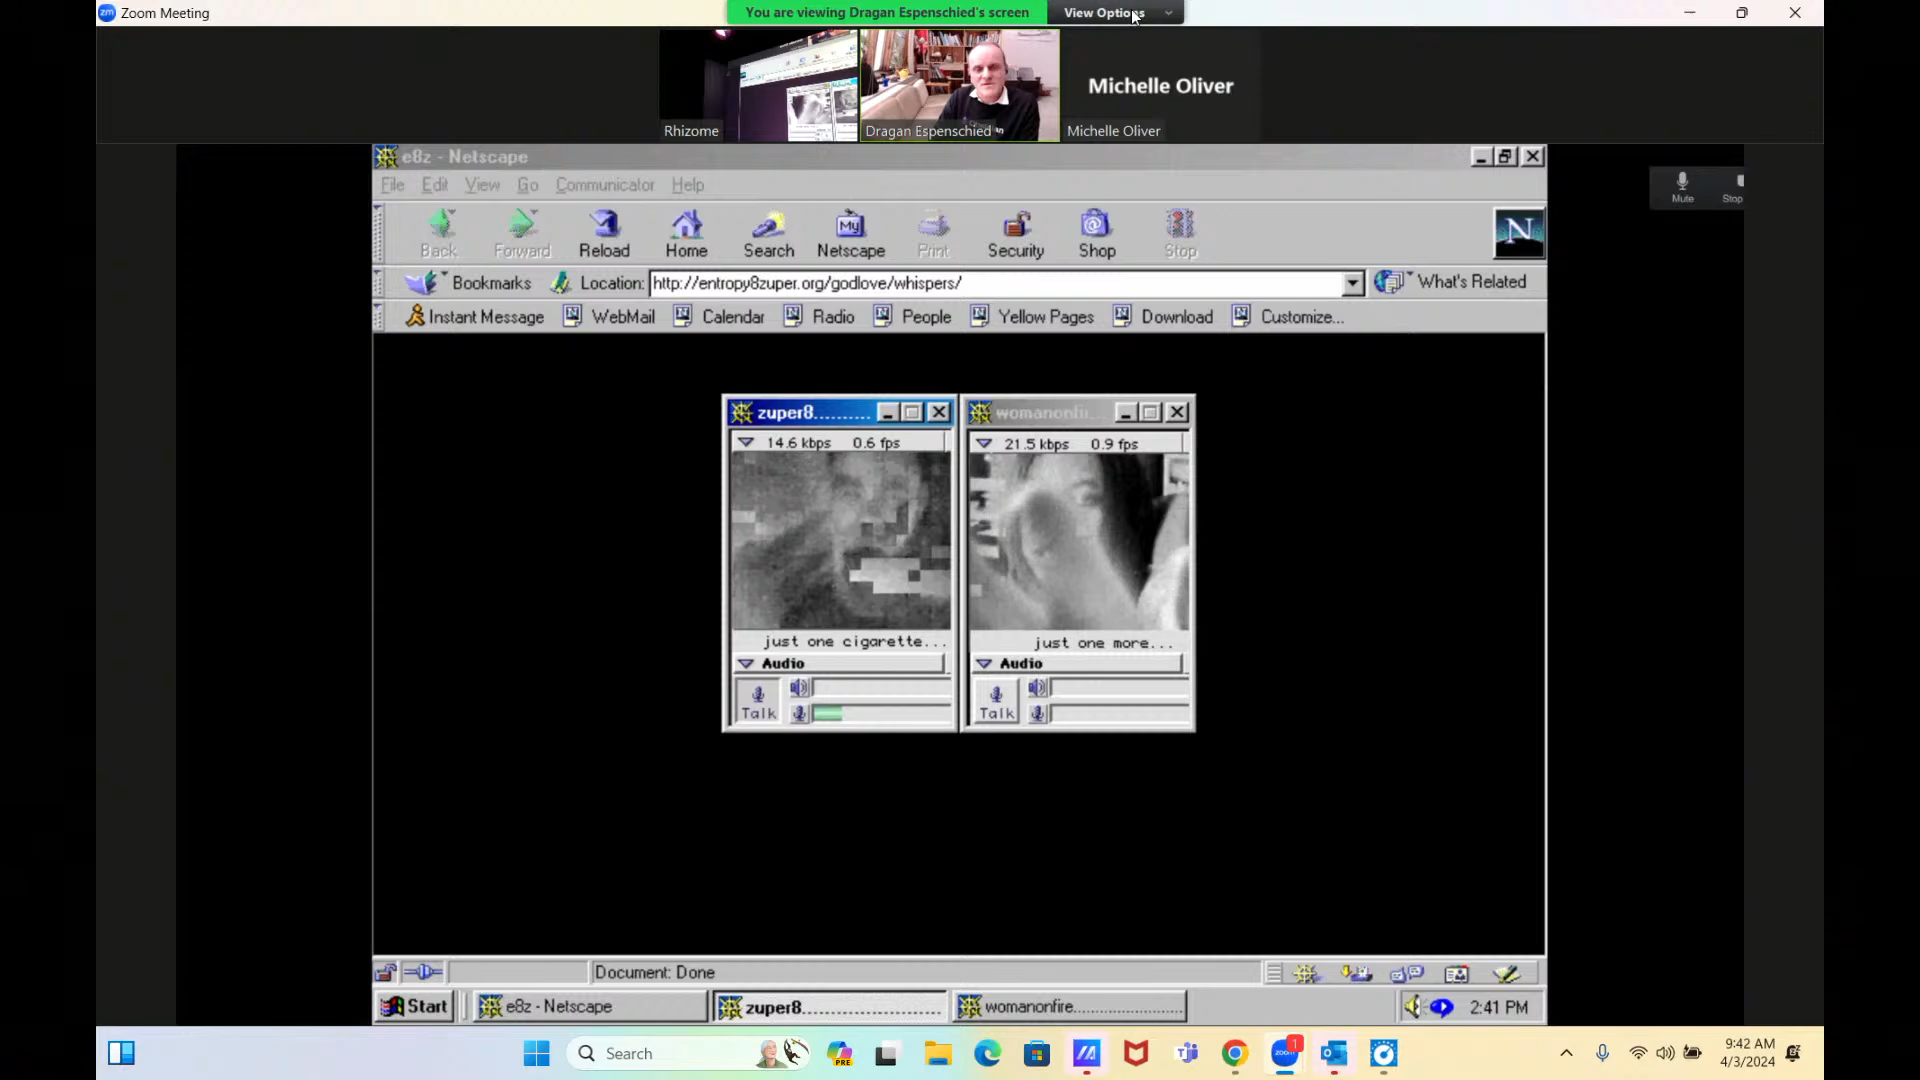 Zoom Meeting
You are viewing Dragan Espenschied's screen
View Options
Rhizome
Dragan Espenschied
Michelle Oliver
Michelle Oliver
e8z - Netscape
File Edit View Go Communicator Help
Mute Stop
Back Forward Reload Home Search Netscape Print Security Shop Stop
My
N
Bookmarks Location: http://entropy8zuper.org/godlove/whispers/ What's Related
Instant Message WebMail Calendar Radio People Yellow Pages Download Customize...
zuper8..........
14.6 kbps 0.6 fps
just one cigarette...
Audio
Talk
womanonfi...
21.5 kbps 0.9 fps
just one more...
Audio
Talk
Document: Done
Start e8z - Netscape zuper8............................. womanonfire............................ 2:41 PM
Search
PRE
zoom
1
9:42 AM
4/3/2024